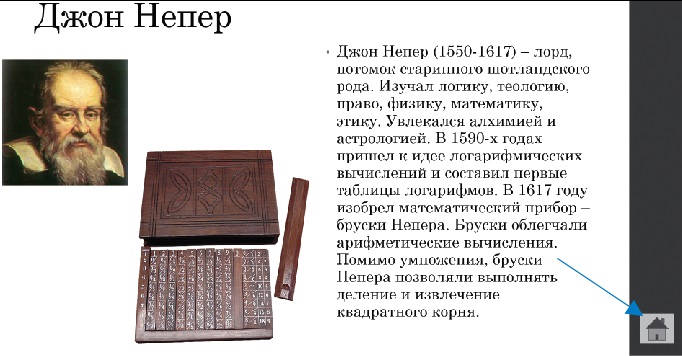 Джон Непер
Джон Непер (1550-1617) – лорд,
потомок старинного шотландского
рода. Изучал логику, теологию,
право, физику, математику,
этику. Увлекался алхимией и
астрологией. В 1590-х годах
пришел к идее логарифмических
вычислений и составил первые
таблицы логарифмов. В 1617 году
изобрел математический прибор –
бруски Непера. Бруски облегчали
арифметические вычисления.
Помимо умножения, бруски
Непера позволяли выполнять
деление и извлечение
квадратного корня.